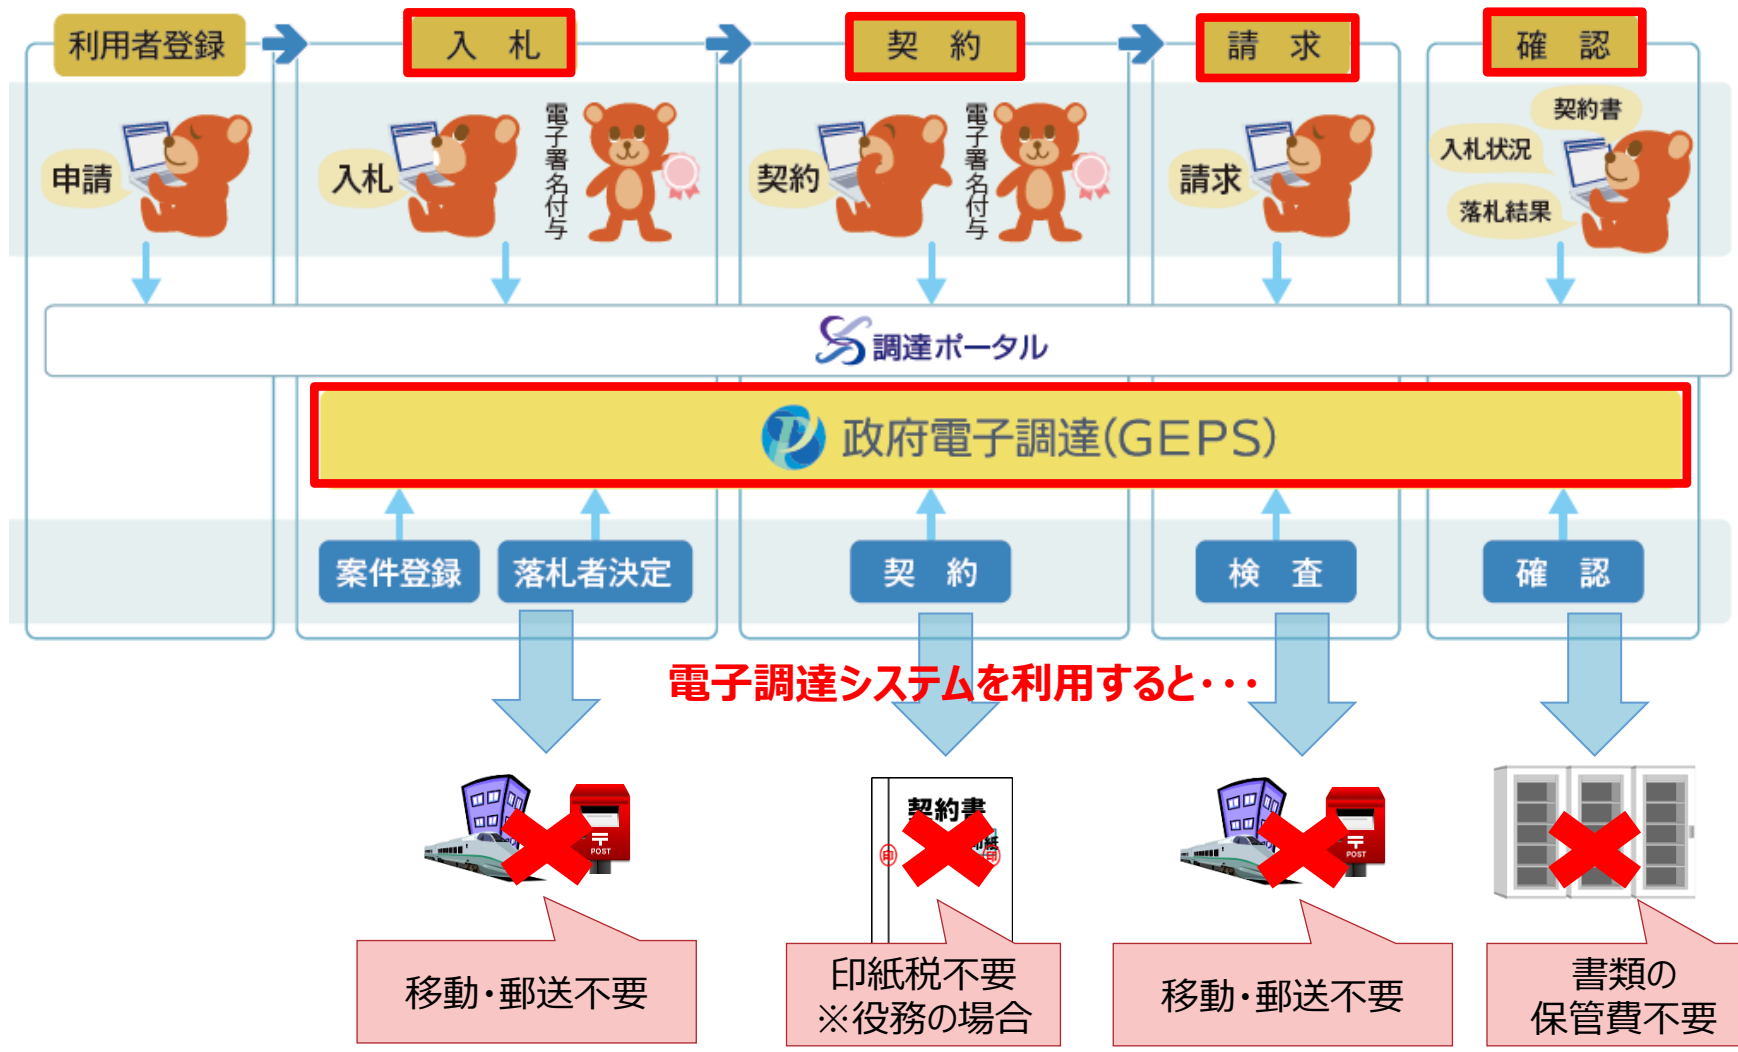 利用者登録
入 札
契 約
請 求
確 認
申請
入札
電子署名付与
契約
電子署名付与
請求
契約書
入札状況
落札結果
調達ポータル
政府電子調達(GEPS)
案件登録
落札者決定
契 約
検 査
確 認
電子調達システムを利用すると・・・
〒
POST
契約書
印紙
印
印
〒
POST
移動・郵送不要
印紙税不要
※役務の場合
移動・郵送不要
書類の
保管費不要